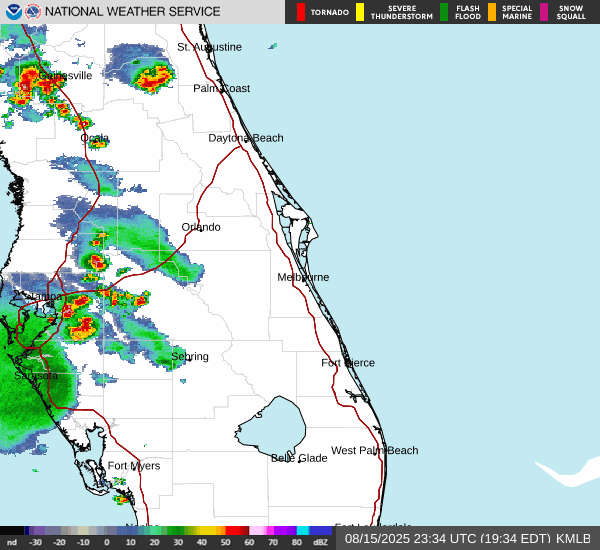 NATIONAL WEATHER SERVICE
TORNADO
SEVERE THUNDERSTORM
FLASH FLOOD
SPECIAL MARINE
SNOW SQUALL
St. Augustine
Gainesville
Palm Coast
Ocala
Daytona Beach
Orlando
Melbourne
Tampa
Sebring
Fort Pierce
Sarasota
West Palm Beach
Belle Glade
Fort Myers
nd -30 -20 -10 0 10 20 30 40 50 60 70 80 dBZ
08/15/2025 23:34 UTC (19:34 EDT) KMLB